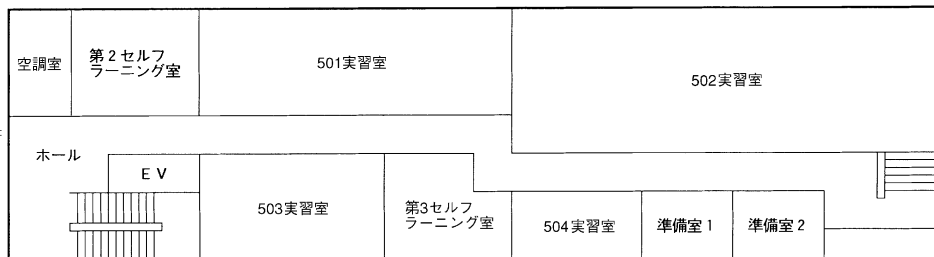 空調室
第2セルフ
ラーニング室
501実習室
502実習室
ホール
EV
503実習室
第3セルフ
ラーニング室
504実習室
準備室1
準備室2